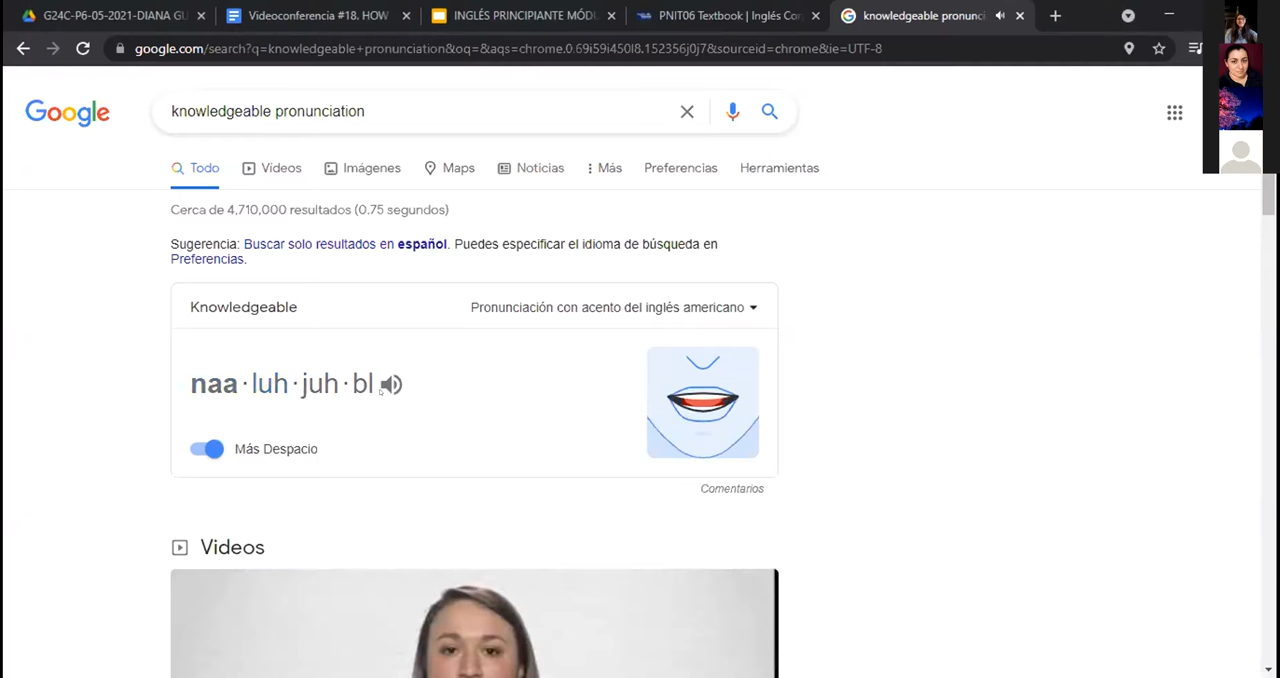 G24C-P6-05-2021-DIANA GU
Videoconferencia #18. HOW
INGLÉS PRINCIPIANTE MÓDU
PNIT06 Textbook | Inglés Con
knowledgeable pronunci
google.com/search?q=knowledgeable+pronunciation&oq=&aqs=chrome.0.69i59i450l8.152356j0j7&sourceid=chrome&ie=UTF-8
Google
knowledgeable pronunciation
Todo Videos Imágenes Maps Noticias Más Preferencias Herramientas
Cerca de 4,710,000 resultados (0.75 segundos)
Sugerencia: Buscar solo resultados en español. Puedes especificar el idioma de búsqueda en
Preferencias.
Knowledgeable
Pronunciación con acento del inglés americano
naa·luh·juh·bl
Más Despacio
Comentarios
Videos